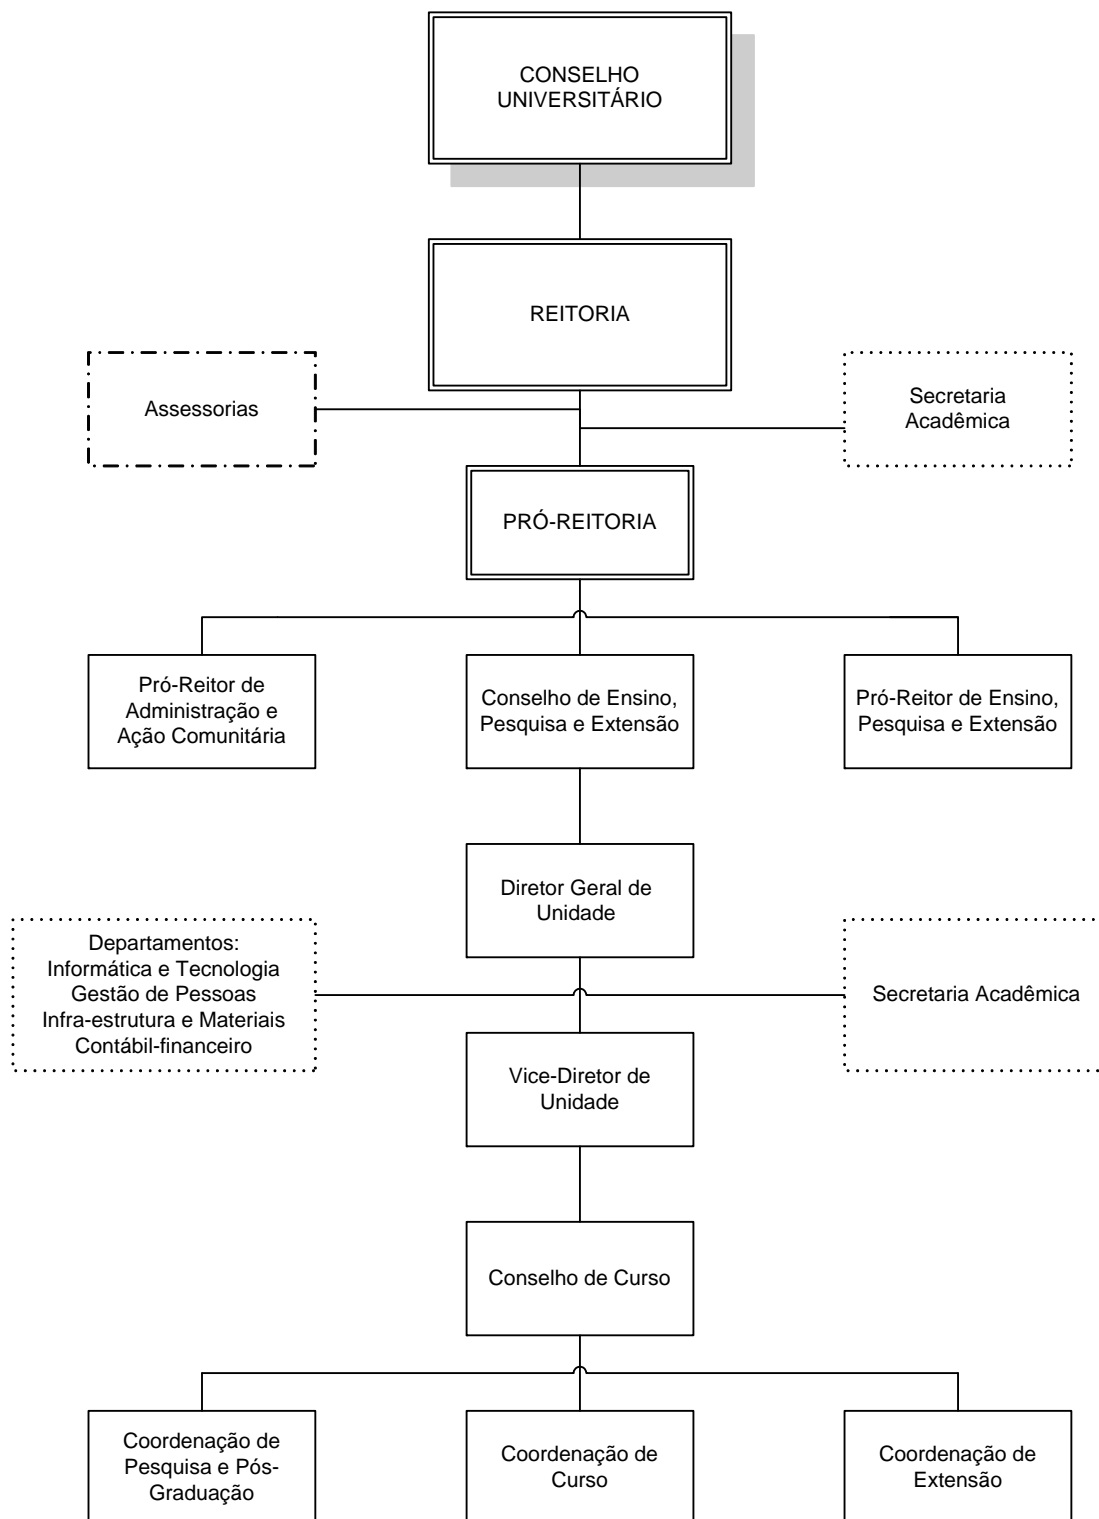 CONSELHO
UNIVERSITÁRIO
REITORIA
Assessorias
Secretaria
Acadêmica
PRÓ-REITORIA
Pró-Reitor de
Administração e
Ação Comunitária
Conselho de Ensino,
Pesquisa e Extensão
Pró-Reitor de Ensino,
Pesquisa e Extensão
Diretor Geral de
Unidade
Departamentos:
Informática e Tecnologia
Gestão de Pessoas
Infra-estrutura e Materiais
Contábil-financeiro
Secretaria Acadêmica
Vice-Diretor de
Unidade
Conselho de Curso
Coordenação de
Pesquisa e Pós-
Graduação
Coordenação de
Curso
Coordenação de
Extensão